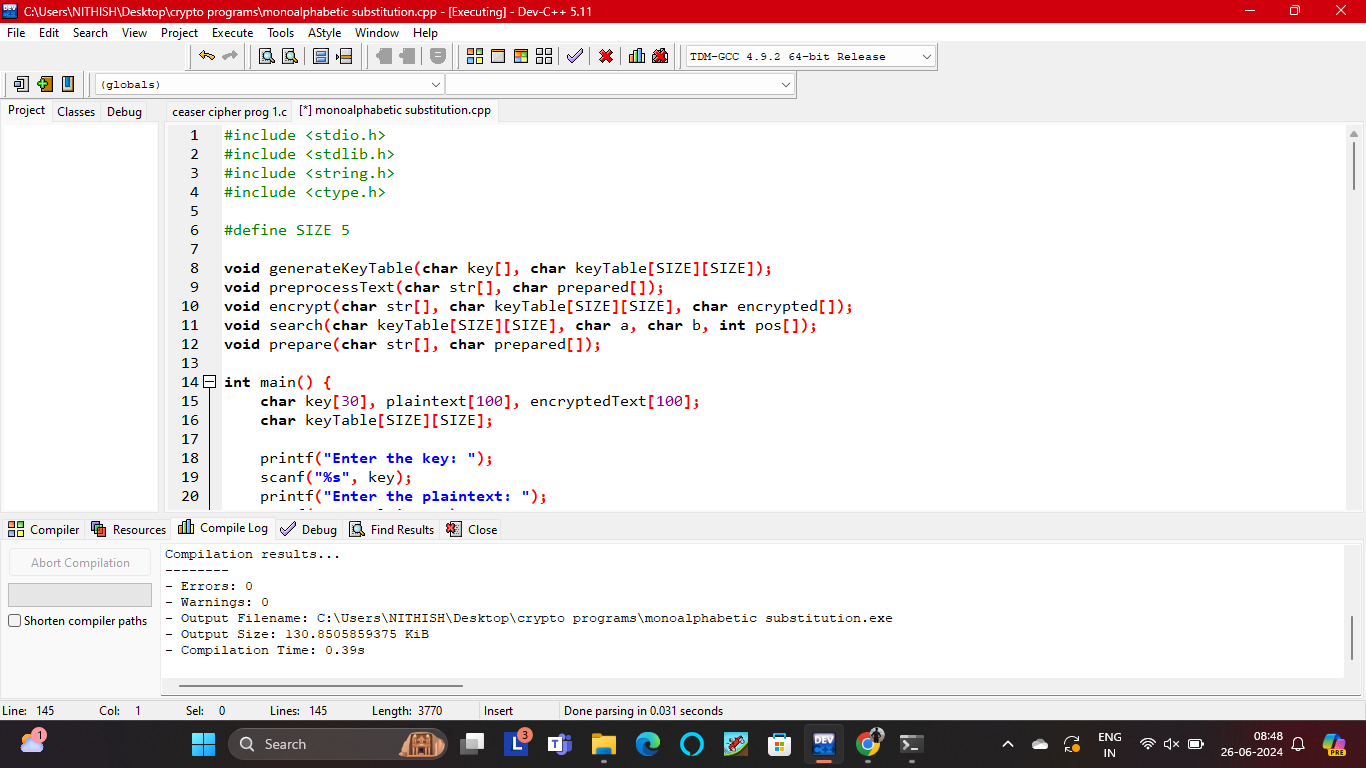 C:\Users\NITHISH\Desktop\crypto programs\monoalphabetic substitution.cpp - [Executing] - Dev-C++ 5.11
File Edit Search View Project Execute Tools AStyle Window Help
TDM-GCC 4.9.2 64-bit Release
(globals)
Project Classes Debug ceaser cipher prog 1.c [*] monoalphabetic substitution.cpp
1 #include <stdio.h>
2 #include <stdlib.h>
3 #include <string.h>
4 #include <ctype.h>
5
6 #define SIZE 5
7
8 void generateKeyTable(char key[], char keyTable[SIZE][SIZE]);
9 void preprocessText(char str[], char prepared[]);
10 void encrypt(char str[], char keyTable[SIZE][SIZE], char encrypted[]);
11 void search(char keyTable[SIZE][SIZE], char a, char b, int pos[]);
12 void prepare(char str[], char prepared[]);
13
14 int main() {
15 char key[30], plaintext[100], encryptedText[100];
16 char keyTable[SIZE][SIZE];
17
18 printf("Enter the key: ");
19 scanf("%s", key);
20 printf("Enter the plaintext: ");
Compiler Resources Compile Log Debug Find Results Close
Abort Compilation
Shorten compiler paths
Compilation results...
--------
- Errors: 0
- Warnings: 0
- Output Filename: C:\Users\NITHISH\Desktop\crypto programs\monoalphabetic substitution.exe
- Output Size: 130.8505859375 KiB
- Compilation Time: 0.39s
Line: 145 Col: 1 Sel: 0 Lines: 145 Length: 3770 Insert Done parsing in 0.031 seconds
1
Search
L 3
T
DEV
ENG
IN
08:48
26-06-2024
PRE